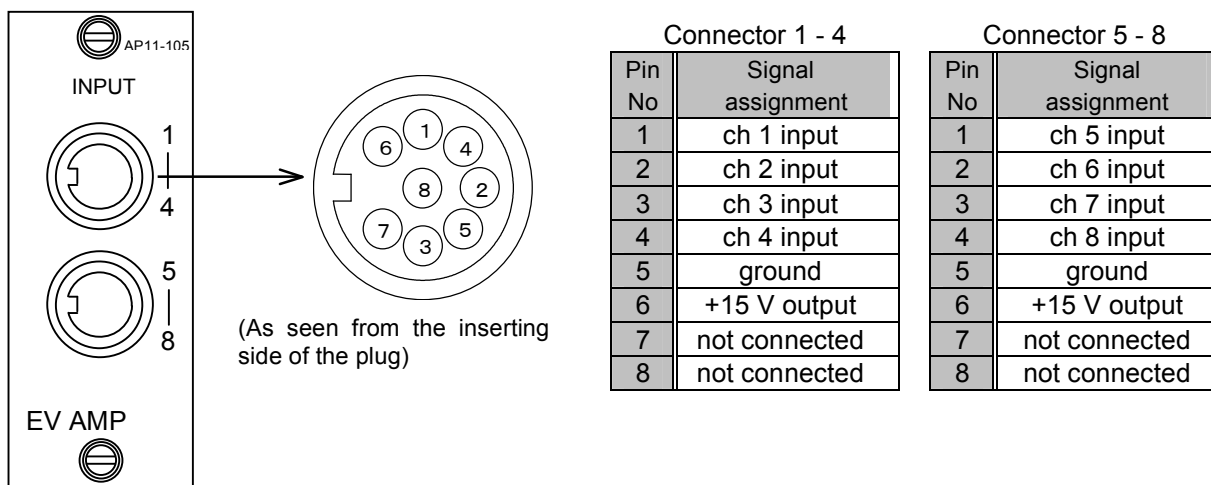 AP11-105
INPUT
1
4
5
8
EV AMP
1
6
4
8
2
7
5
3
(As seen from the inserting
side of the plug)
Connector 1 - 4
Pin No Signal assignment
1 ch 1 input
2 ch 2 input
3 ch 3 input
4 ch 4 input
5 ground
6 +15 V output
7 not connected
8 not connected
Connector 5 - 8
Pin No Signal assignment
1 ch 5 input
2 ch 6 input
3 ch 7 input
4 ch 8 input
5 ground
6 +15 V output
7 not connected
8 not connected